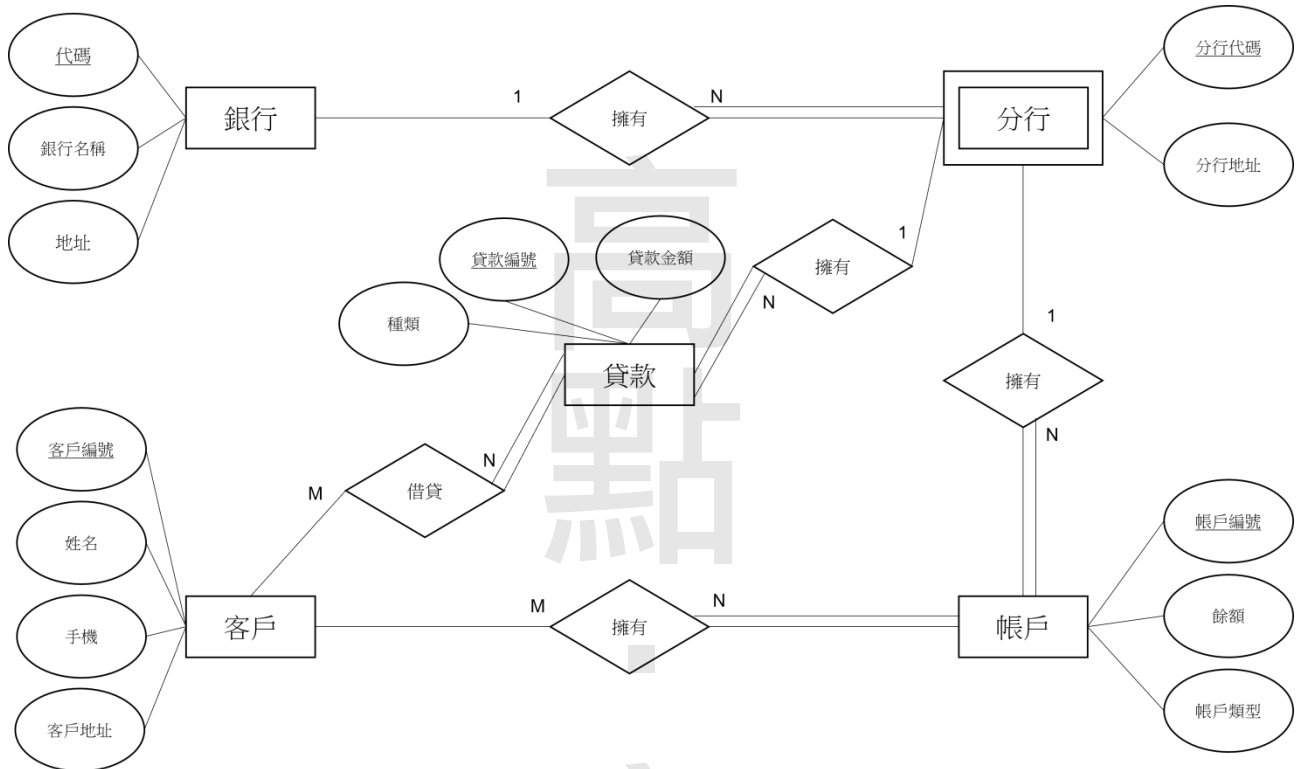 代碼
分行代碼
銀行
1
擁有
N
分行
銀行名稱
分行地址
地址
貸款編號
貸款金額
擁有
1
N
種類
1
貸款
擁有
N
客戶編號
借貸
N
M
帳戶編號
姓名
客戶
M
擁有
N
帳戶
餘額
手機
客戶地址
帳戶類型
高
點